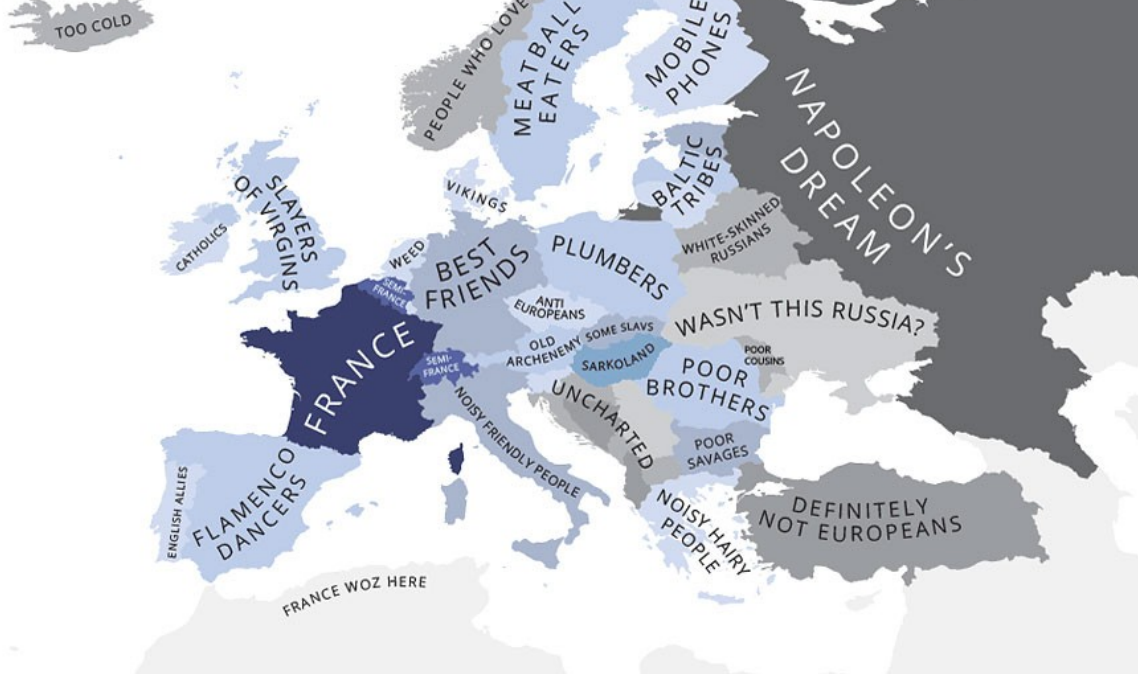 TOO COLD
PEOPLE WHO LOVE
MEATBALL
EATERS
MOBILE
PHONES
NAPOLEON'S
DREAM
BALTIC
TRIBES
VIKINGS
SLAYERS
OF VIRGINS
CATHOLICS
WHITE-SKINNED
RUSSIANS
WEED
BEST
FRIENDS
PLUMBERS
SEMI-
FRANCE
ANTI
EUROPEANS
WASN'T THIS RUSSIA?
FRANCE
SOME SLAVS
OLD
ARCHENEMY
SARKOLAND
SEMI-
FRANCE
POOR
COUSINS
POOR
BROTHERS
UNCHARTED
NOISY FRIENDLY PEOPLE
POOR
SAVAGES
ENGLISH ALLIES
FLAMENCO
DANCERS
NOISY HAIRY
PEOPLE
DEFINITELY
NOT EUROPEANS
FRANCE WOZ HERE